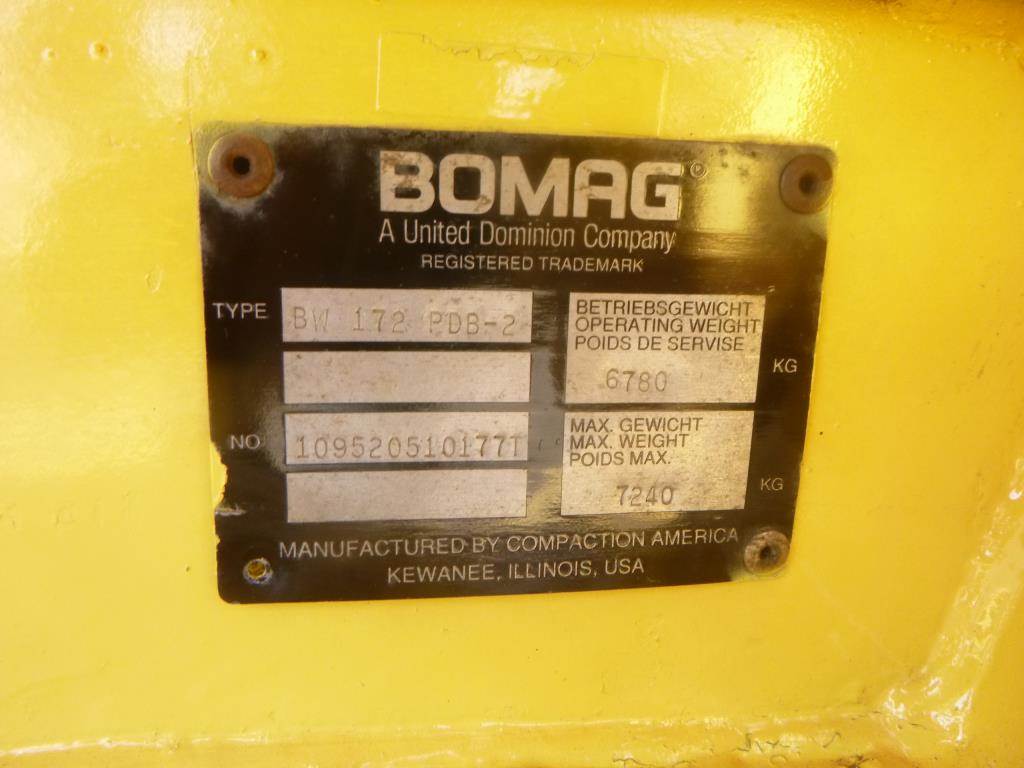 BOMAG®
A United Dominion Company
REGISTERED TRADEMARK
TYPE BW 172 PDB-2
BETRIEBSGEWICHT
OPERATING WEIGHT
POIDS DE SERVISE
6780 KG
NO 109520510177T
MAX. GEWICHT
MAX. WEIGHT
POIDS MAX.
7240 KG
MANUFACTURED BY COMPACTION AMERICA
KEWANEE, ILLINOIS, USA